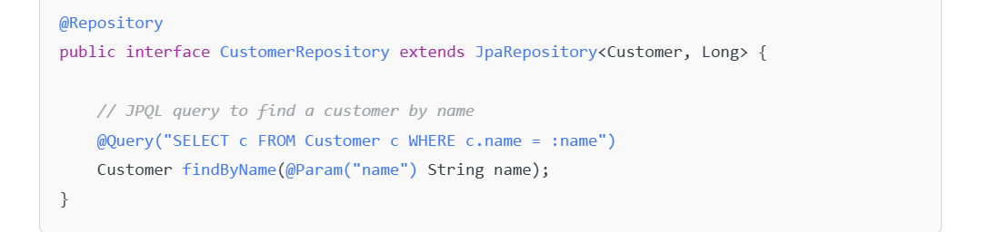 @Repository
public interface CustomerRepository extends JpaRepository<Customer, Long> {
// JPQL query to find a customer by name
@Query("SELECT c FROM Customer c WHERE c.name = :name")
Customer findByName(@Param("name") String name);
}